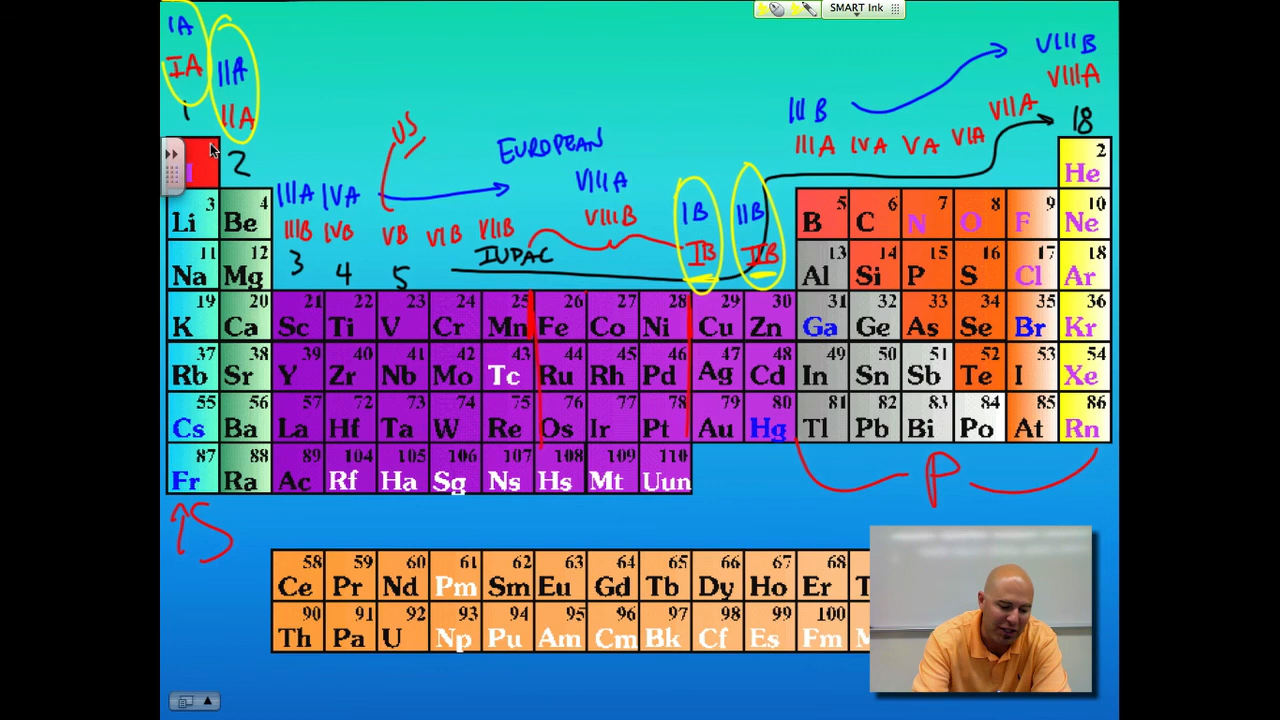 SMART Ink
IA
IA IIA
1 IIA
2
US
EUROPEAN
IIIA IVA VIIIA IB IIB
IIIB IVB VB VIB VIIB VIIIB IB IIB
3 4 5 IUPAC
VIIIB
VIIIA
IIIB VIIA 18
IIIA IVA VA VIA
2
He
3 4 5 6 7 8 9 10
Li Be B C N O F Ne
11 12 13 14 15 16 17 18
Na Mg Al Si P S Cl Ar
19 20 21 22 23 24 25 26 27 28 29 30 31 32 33 34 35 36
K Ca Sc Ti V Cr Mn Fe Co Ni Cu Zn Ga Ge As Se Br Kr
37 38 39 40 41 42 43 44 45 46 47 48 49 50 51 52 53 54
Rb Sr Y Zr Nb Mo Tc Ru Rh Pd Ag Cd In Sn Sb Te I Xe
55 56 57 72 73 74 75 76 77 78 79 80 81 82 83 84 85 86
Cs Ba La Hf Ta W Re Os Ir Pt Au Hg Tl Pb Bi Po At Rn
87 88 89 104 105 106 107 108 109 110
Fr Ra Ac Rf Ha Sg Ns Hs Mt Uun
S P
58 59 60 61 62 63 64 65 66 67 68
Ce Pr Nd Pm Sm Eu Gd Tb Dy Ho Er
90 91 92 93 94 95 96 97 98 99 100
Th Pa U Np Pu Am Cm Bk Cf Es Fm